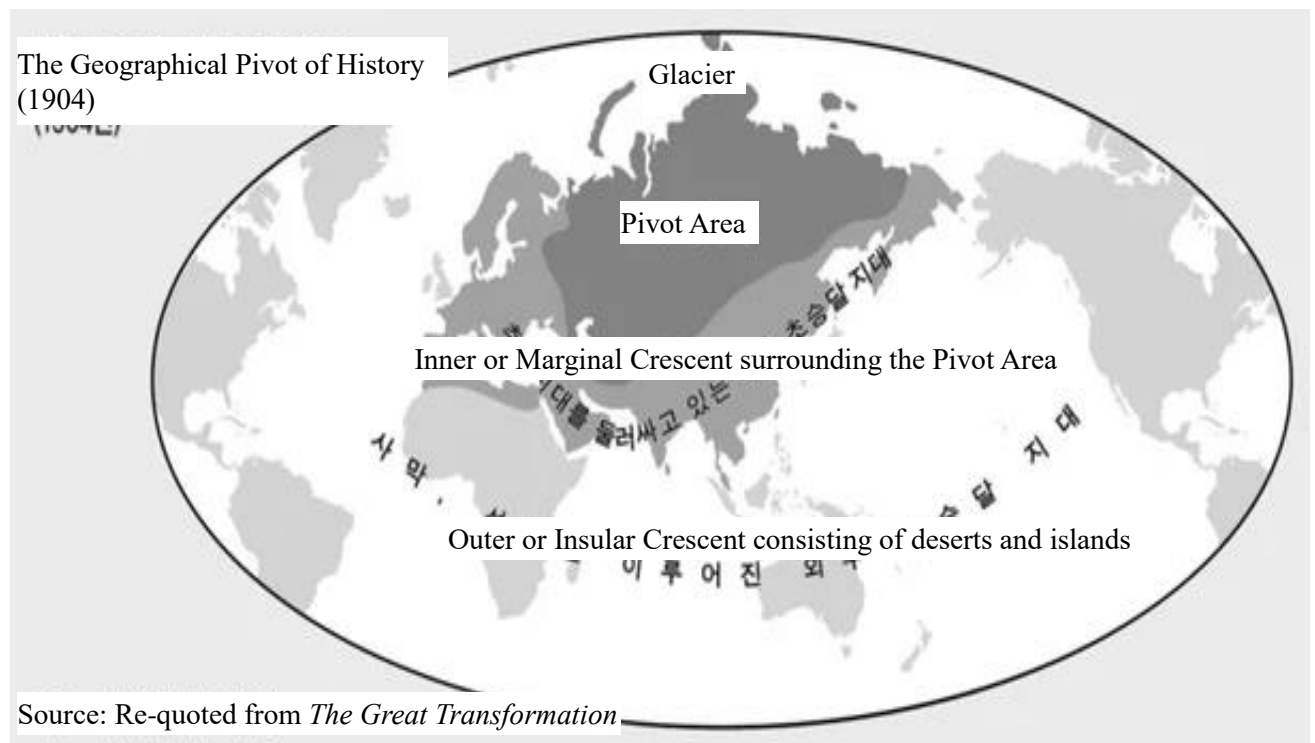 The Geographical Pivot of History
(1904)
Glacier
Pivot Area
초승달 지대
Inner or Marginal Crescent surrounding the Pivot Area
둘러싸고 있는
사막·
달 지대
Outer or Insular Crescent consisting of deserts and islands
이루어진 외
Source: Re-quoted from The Great Transformation